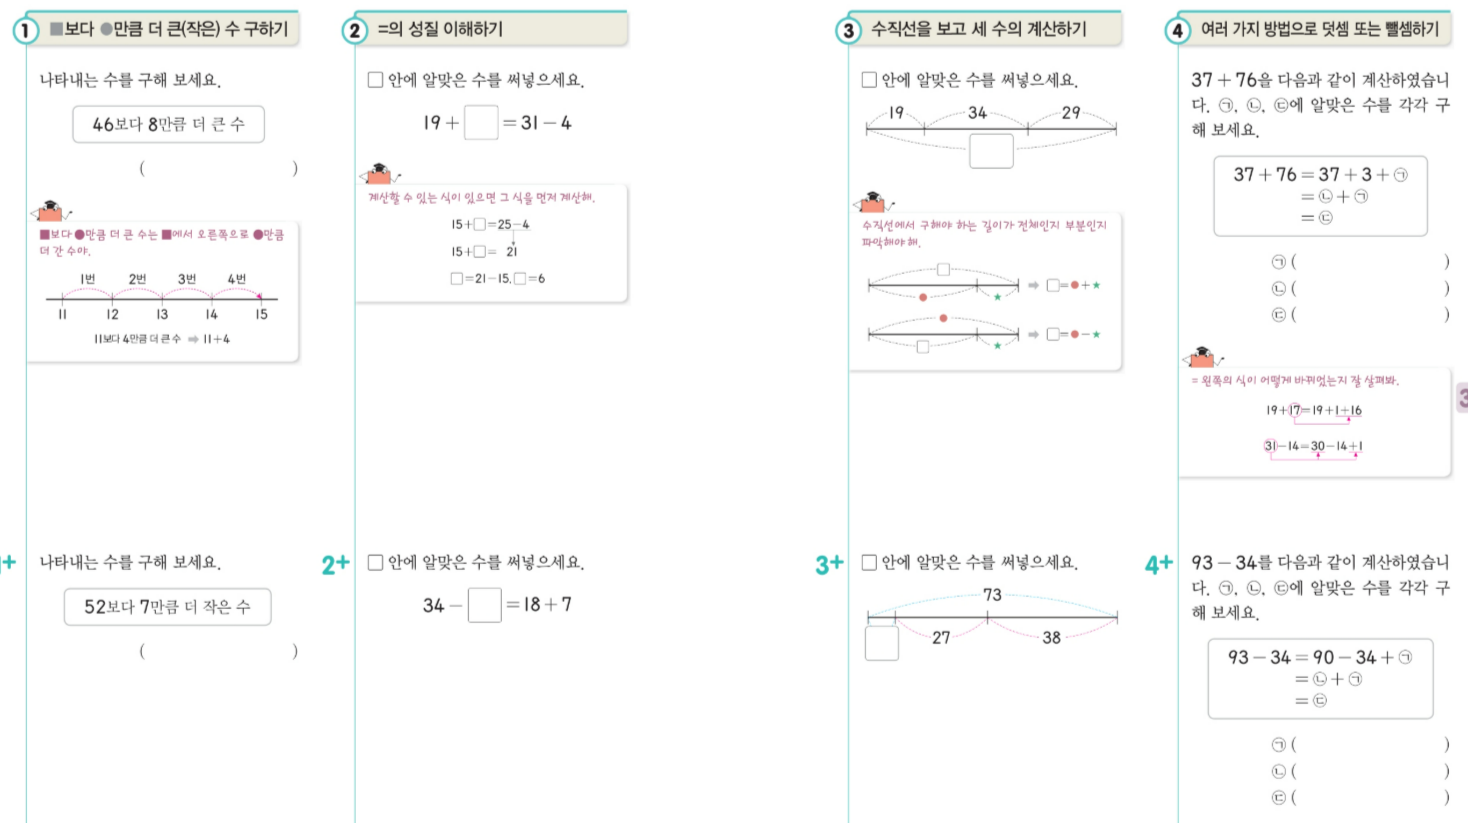 1 ■보다 ●만큼 더 큰(작은) 수 구하기
나타내는 수를 구해 보세요.
46보다 8만큼 더 큰 수
( )
■보다 ●만큼 더 큰 수는 ■에서 오른쪽으로 ●만큼
더 간 수야.
1번 2번 3번 4번
11 12 13 14 15
11보다 4만큼 더 큰 수 ⇨ 11+4
1+ 나타내는 수를 구해 보세요.
52보다 7만큼 더 작은 수
( )
2 =의 성질 이해하기
□ 안에 알맞은 수를 써넣으세요.
19 + □ = 31 − 4
계산할 수 있는 식이 있으면 그 식을 먼저 계산해.
15+□=25−4
15+□= 21
□=21−15, □=6
2+ □ 안에 알맞은 수를 써넣으세요.
34 − □ = 18 + 7
3 수직선을 보고 세 수의 계산하기
□ 안에 알맞은 수를 써넣으세요.
19 34 29
수직선에서 구해야 하는 길이가 전체인지 부분인지
파악해야 해.
□
● ★ ⇨ □=●+★
●
□ ★ ⇨ □=●−★
3+ □ 안에 알맞은 수를 써넣으세요.
73
27 38
4 여러 가지 방법으로 덧셈 또는 뺄셈하기
37 + 76을 다음과 같이 계산하였습니
다. ㉠, ㉡, ㉢에 알맞은 수를 각각 구
해 보세요.
37 + 76 = 37 + 3 + ㉠
= ㉡ + ㉠
= ㉢
㉠ ( )
㉡ ( )
㉢ ( )
= 왼쪽의 식이 어떻게 바뀌었는지 잘 살펴봐.
19+17=19+1+16
31−14=30−14+1
3
4+ 93 − 34를 다음과 같이 계산하였습니
다. ㉠, ㉡, ㉢에 알맞은 수를 각각 구
해 보세요.
93 − 34 = 90 − 34 + ㉠
= ㉡ + ㉠
= ㉢
㉠ ( )
㉡ ( )
㉢ ( )